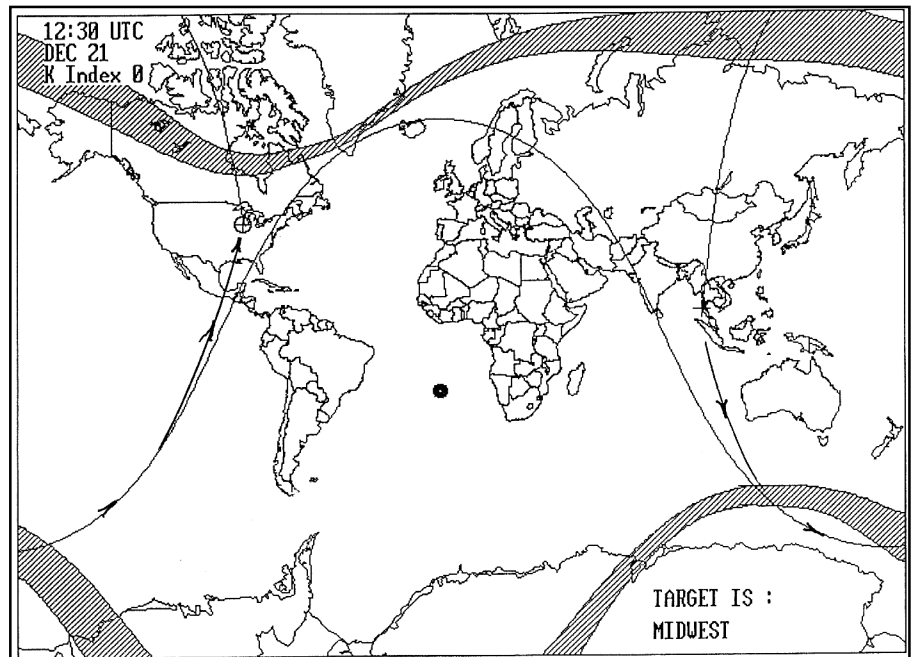 12:30 UTC
DEC 21
K Index 0
TARGET IS :
MIDWEST